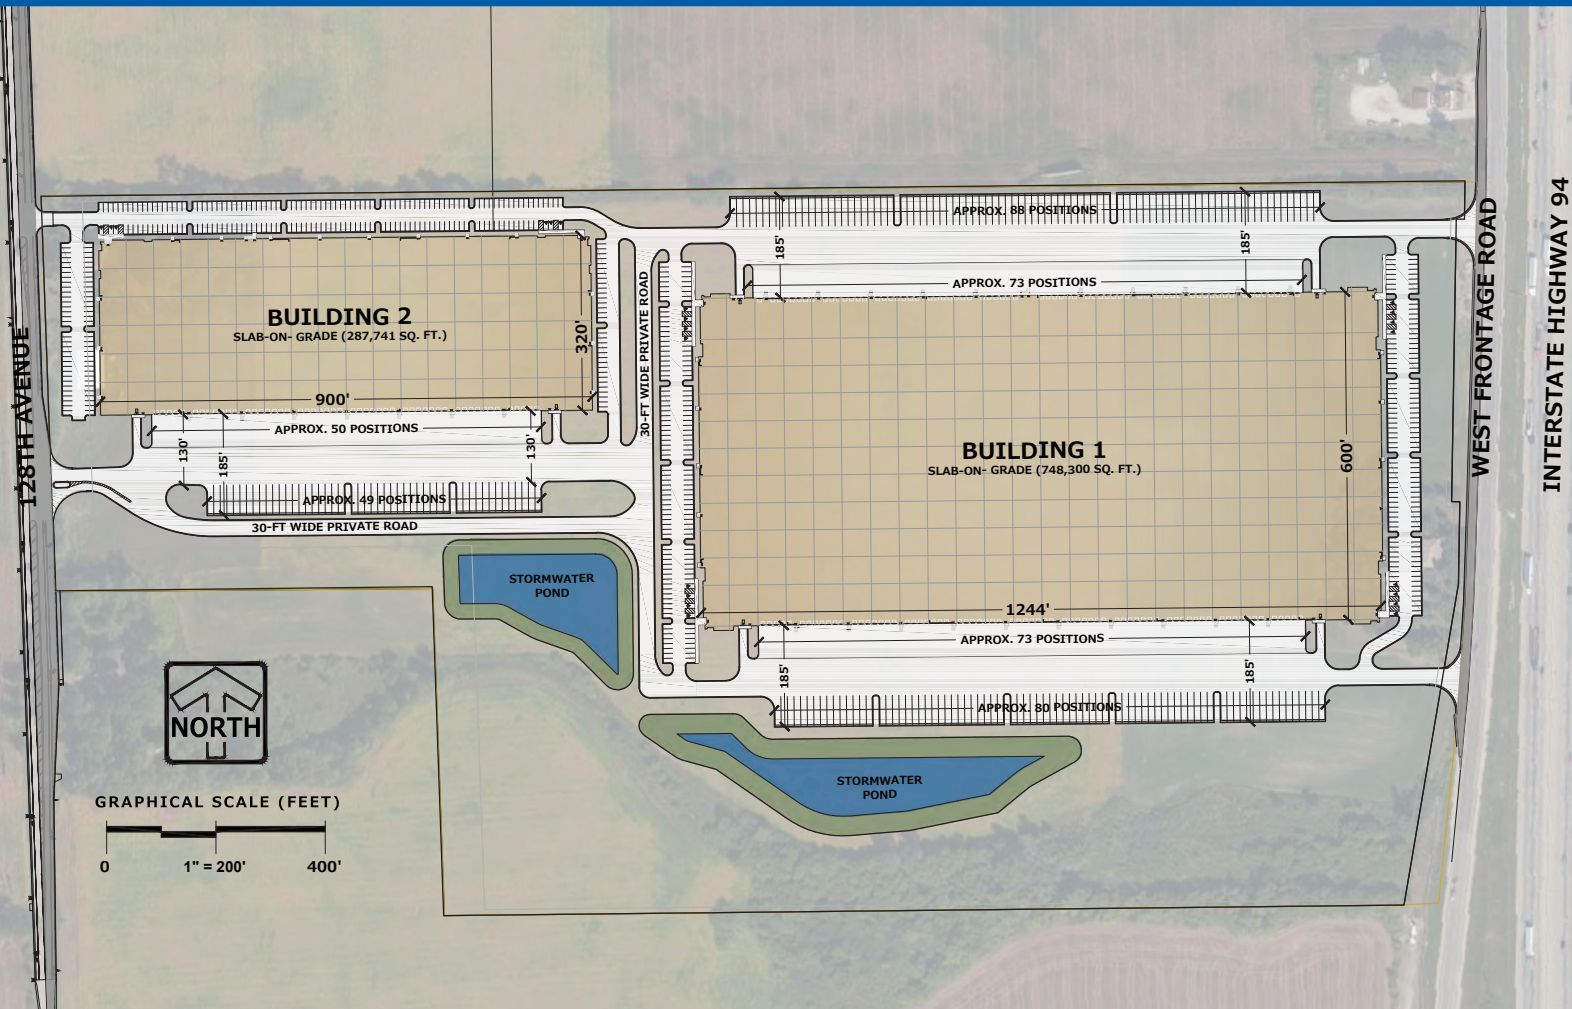 APPROX. 88 POSITIONS
185'
185'
APPROX. 73 POSITIONS
BUILDING 2
SLAB-ON- GRADE (287,741 SQ. FT.)
320'
900'
30-FT WIDE PRIVATE ROAD
128TH AVENUE
WEST FRONTAGE ROAD
INTERSTATE HIGHWAY 94
APPROX. 50 POSITIONS
130'
185'
130'
APPROX. 49 POSITIONS
30-FT WIDE PRIVATE ROAD
BUILDING 1
SLAB-ON- GRADE (748,300 SQ. FT.)
600'
1244'
STORMWATER
POND
APPROX. 73 POSITIONS
185'
185'
APPROX. 80 POSITIONS
STORMWATER
POND
NORTH
GRAPHICAL SCALE (FEET)
0
1" = 200'
400'